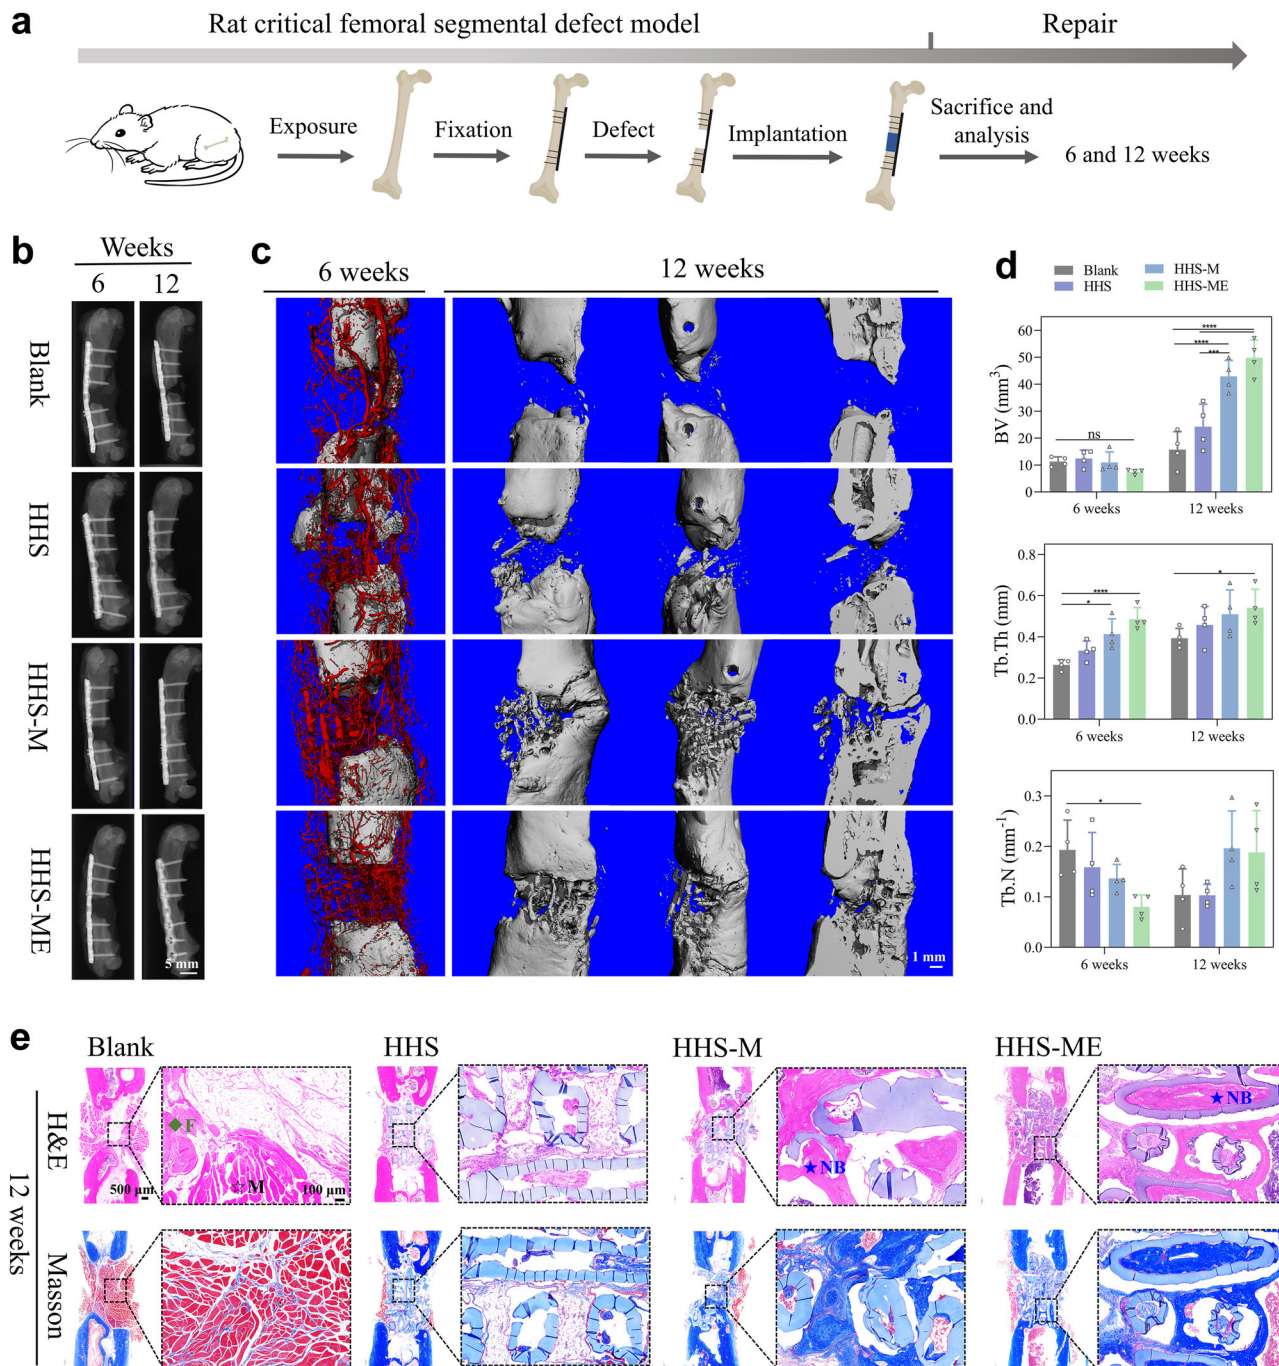 a
Rat critical femoral segmental defect model
Repair
Exposure
Fixation
Defect
Implantation
Sacrifice and
analysis
6 and 12 weeks
b
Weeks
6
12
Blank
HHS
HHS-M
HHS-ME
5 mm
c
6 weeks
12 weeks
1 mm
d
Blank
HHS
HHS-M
HHS-ME
BV (mm³)
60
50
40
30
20
10
0
ns
****
****
***
6 weeks
12 weeks
Tb.Th (mm)
0.8
0.6
0.4
0.2
0.0
****
*
*
6 weeks
12 weeks
Tb.N (mm⁻¹)
0.3
0.2
0.1
0.0
*
6 weeks
12 weeks
e
Blank
HHS
HHS-M
HHS-ME
12 weeks
H&E
Masson
F
M
500 µm
100 µm
NB
NB